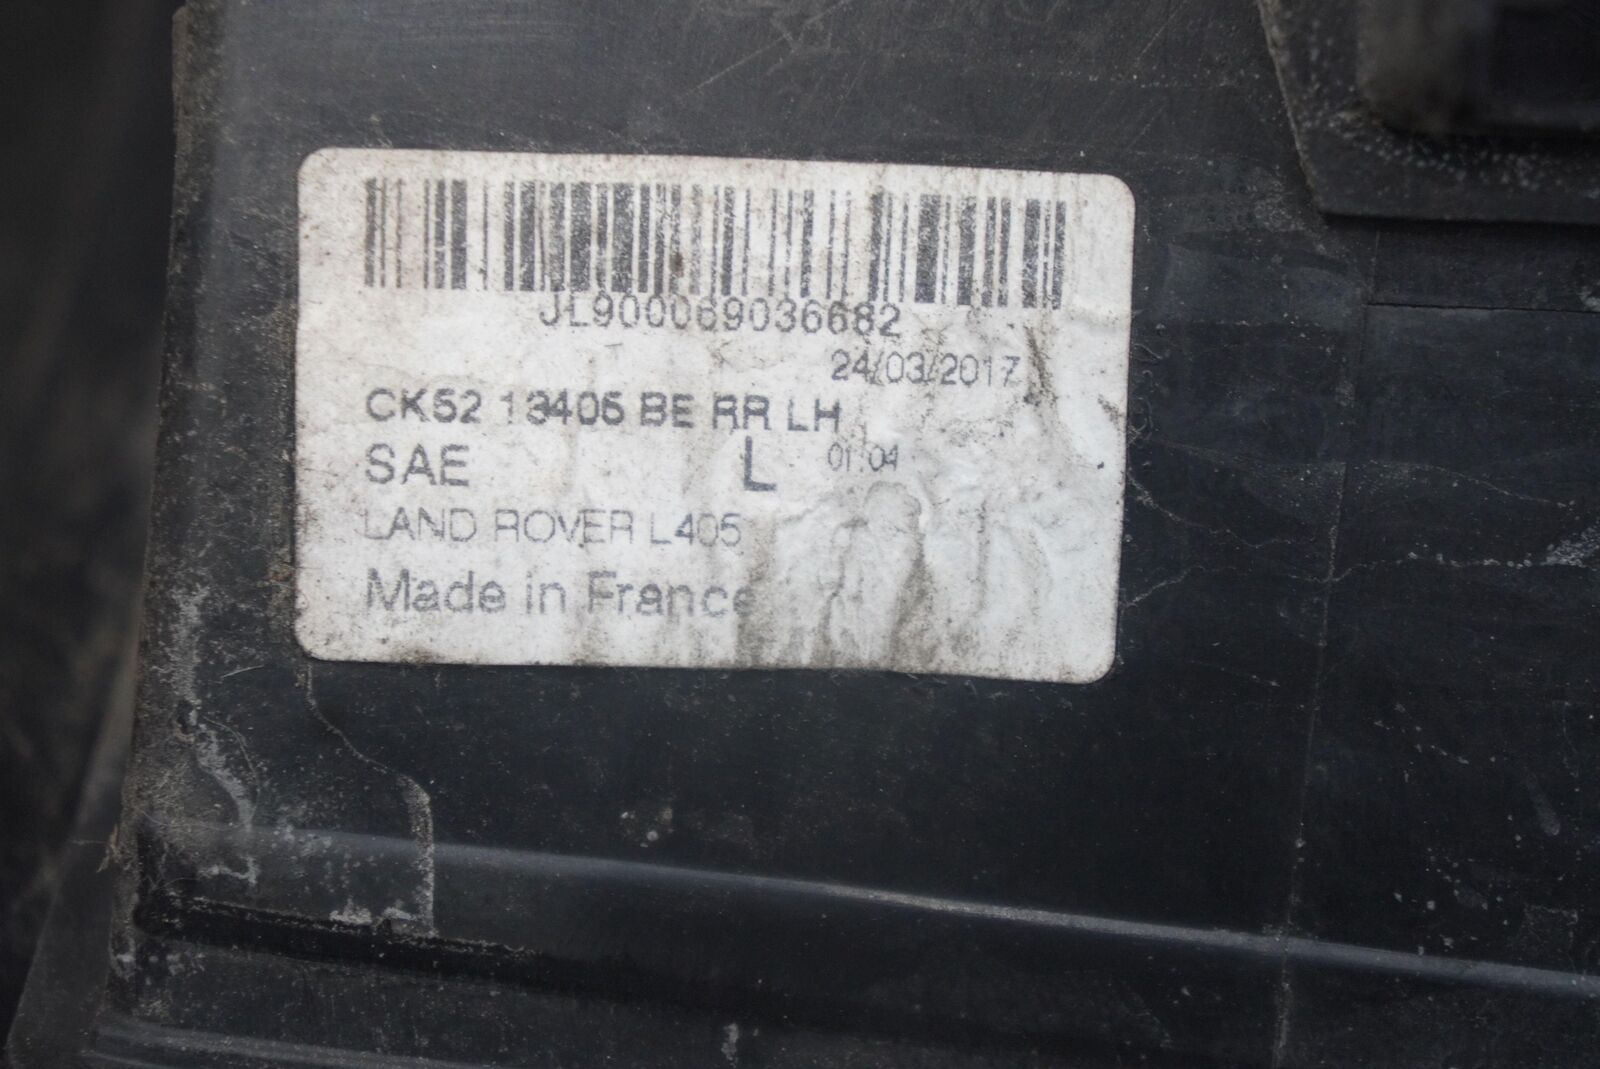 JL900069036682
24/03/2017
CK52 13405 BE RR LH
SAE L 01:04
LAND ROVER L405
Made in France